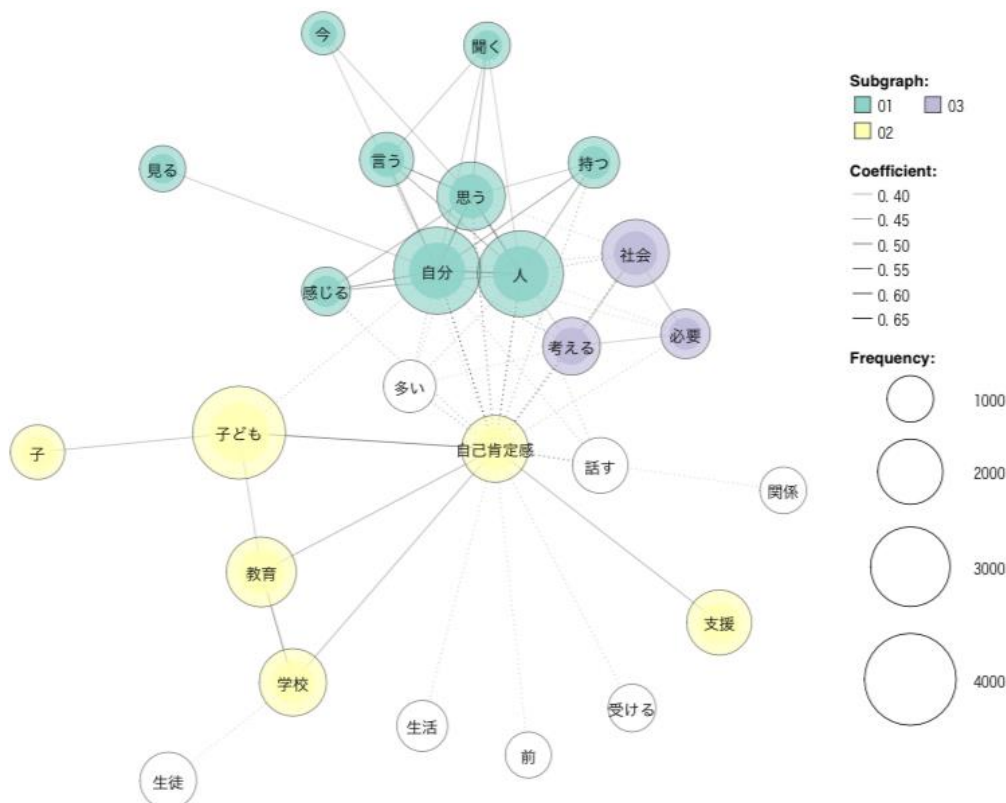 今
聞く
言う
見る
思う
持つ
自分
人
社会
感じる
考える
必要
多い
子ども
子
自己肯定感
話す
関係
教育
支援
学校
生活
受ける
前
生徒
Subgraph:
01 03
02
Coefficient:
0.40
0.45
0.50
0.55
0.60
0.65
Frequency:
1000
2000
3000
4000